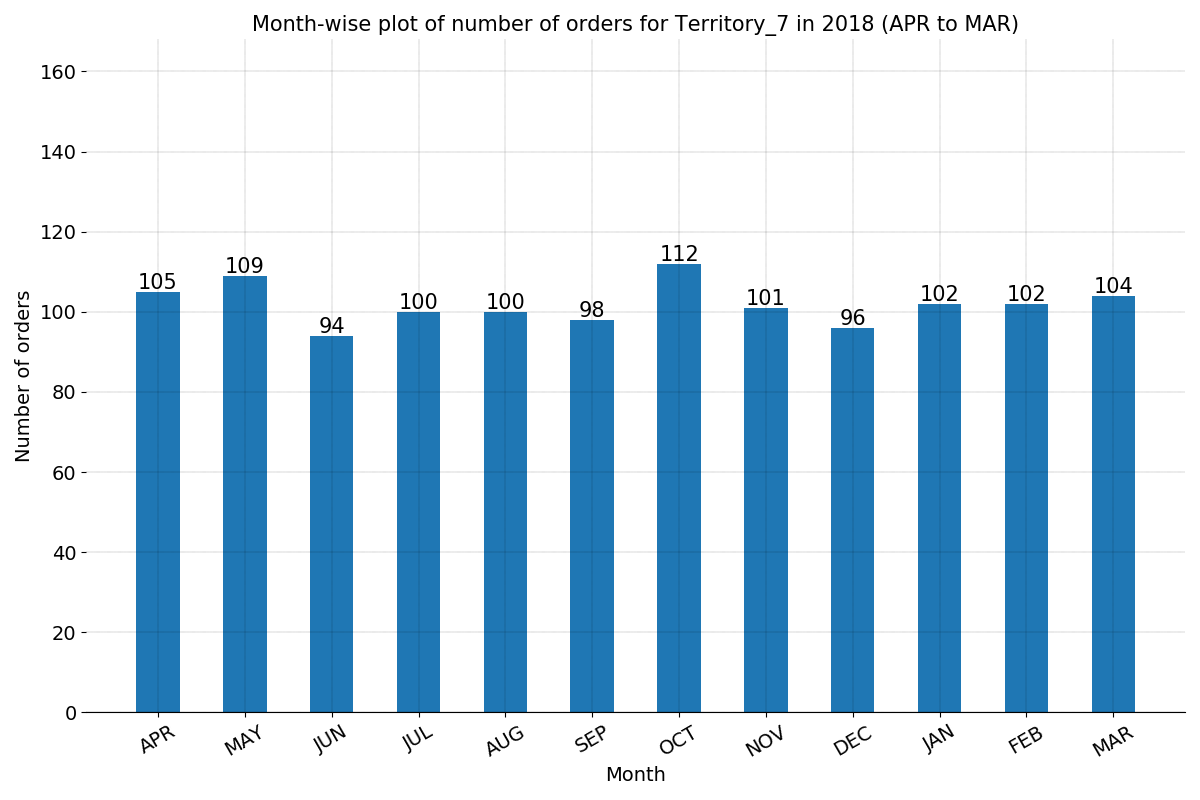 Month-wise plot of number of orders for Territory_7 in 2018 (APR to MAR)
160
140
120
100
80
60
40
20
0
Number of orders
105
109
94
100
100
98
112
101
96
102
102
104
APR
MAY
JUN
JUL
AUG
SEP
OCT
NOV
DEC
JAN
FEB
MAR
Month